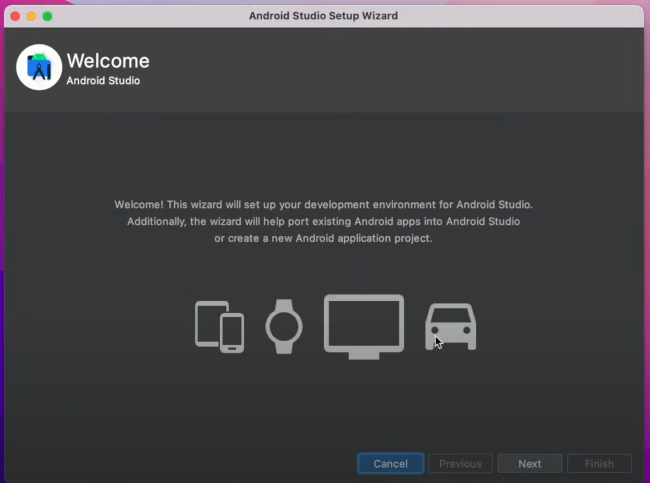 Android Studio Setup Wizard
Welcome
Android Studio
Welcome! This wizard will set up your development environment for Android Studio.
Additionally, the wizard will help port existing Android apps into Android Studio
or create a new Android application project.
Cancel Previous Next Finish